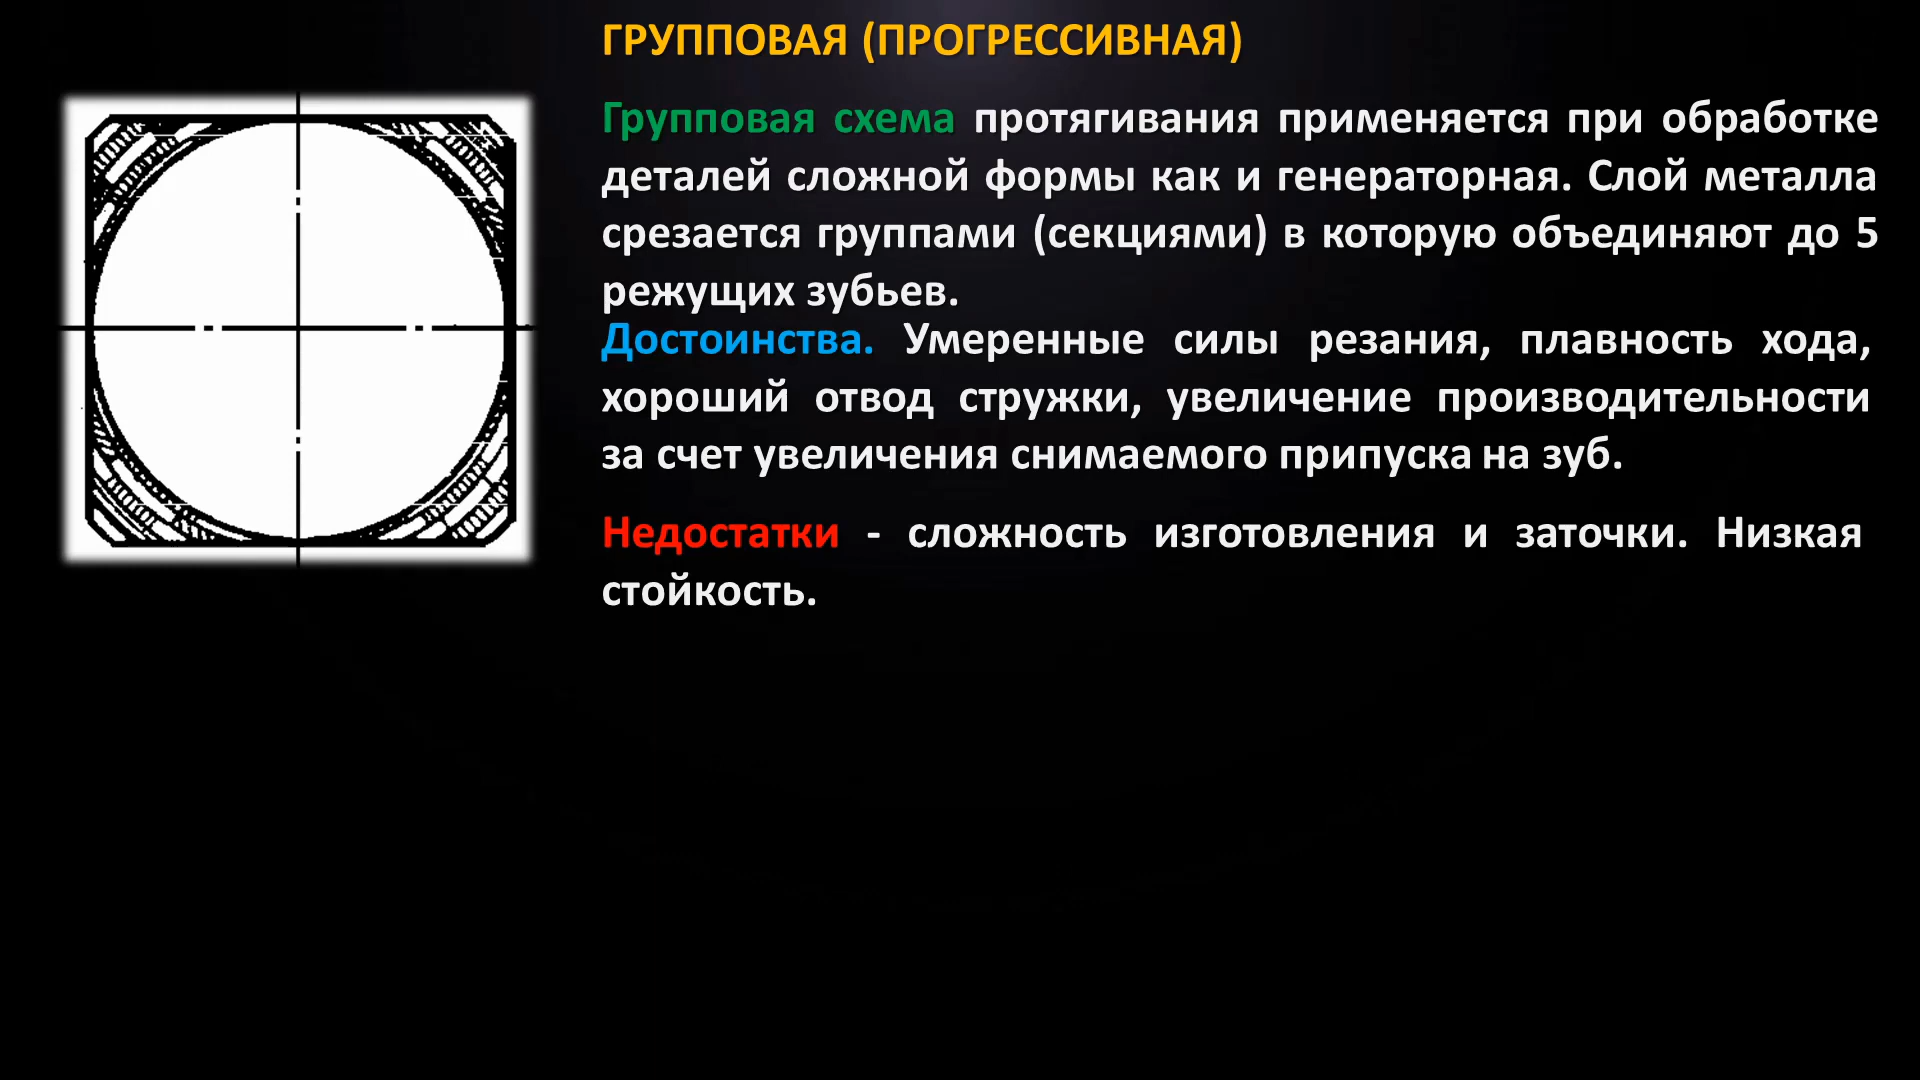 ГРУППОВАЯ (ПРОГРЕССИВНАЯ)
Групповая схема протягивания применяется при обработке
деталей сложной формы как и генераторная. Слой металла
срезается группами (секциями) в которую объединяют до 5
режущих зубьев.
Достоинства. Умеренные силы резания, плавность хода,
хороший отвод стружки, увеличение производительности
за счет увеличения снимаемого припуска на зуб.
Недостатки - сложность изготовления и заточки. Низкая
стойкость.